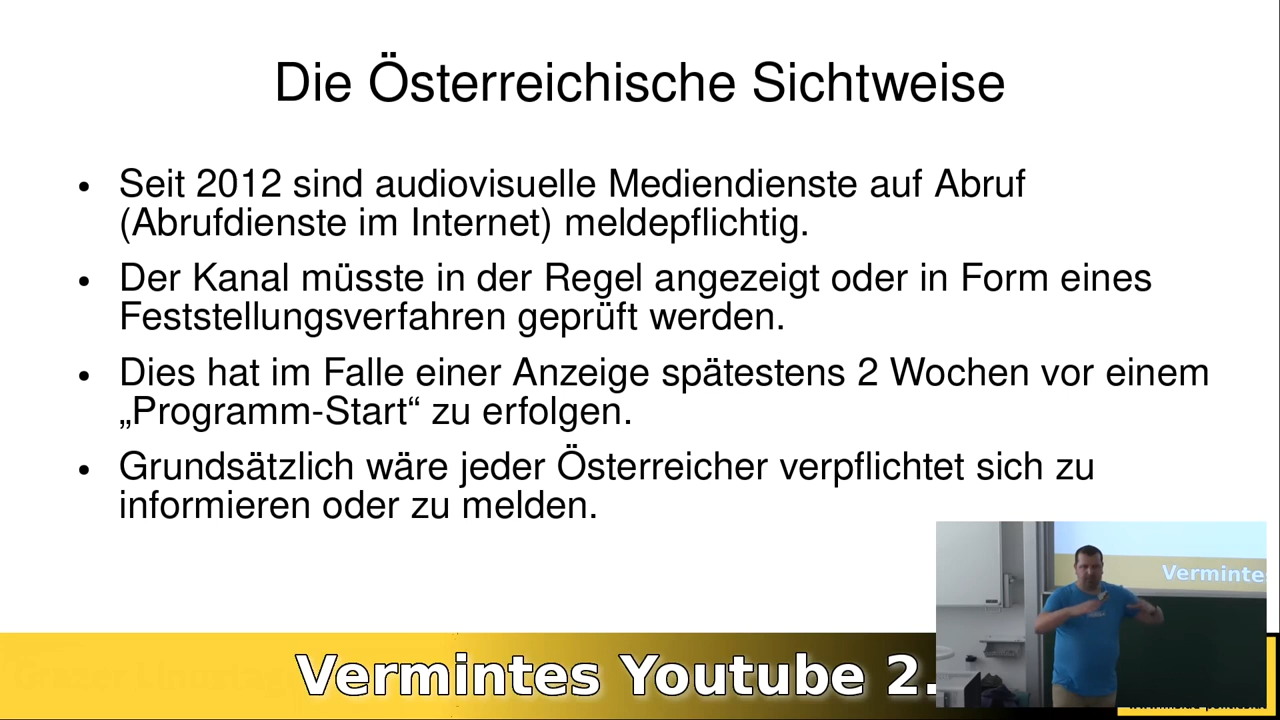 Die Österreichische Sichtweise
• Seit 2012 sind audiovisuelle Mediendienste auf Abruf
(Abrufdienste im Internet) meldepflichtig.
• Der Kanal müsste in der Regel angezeigt oder in Form eines
Feststellungsverfahren geprüft werden.
• Dies hat im Falle einer Anzeige spätestens 2 Wochen vor einem
„Programm-Start“ zu erfolgen.
• Grundsätzlich wäre jeder Österreicher verpflichtet sich zu
informieren oder zu melden.
Verminte
Vermintes Youtube 2.